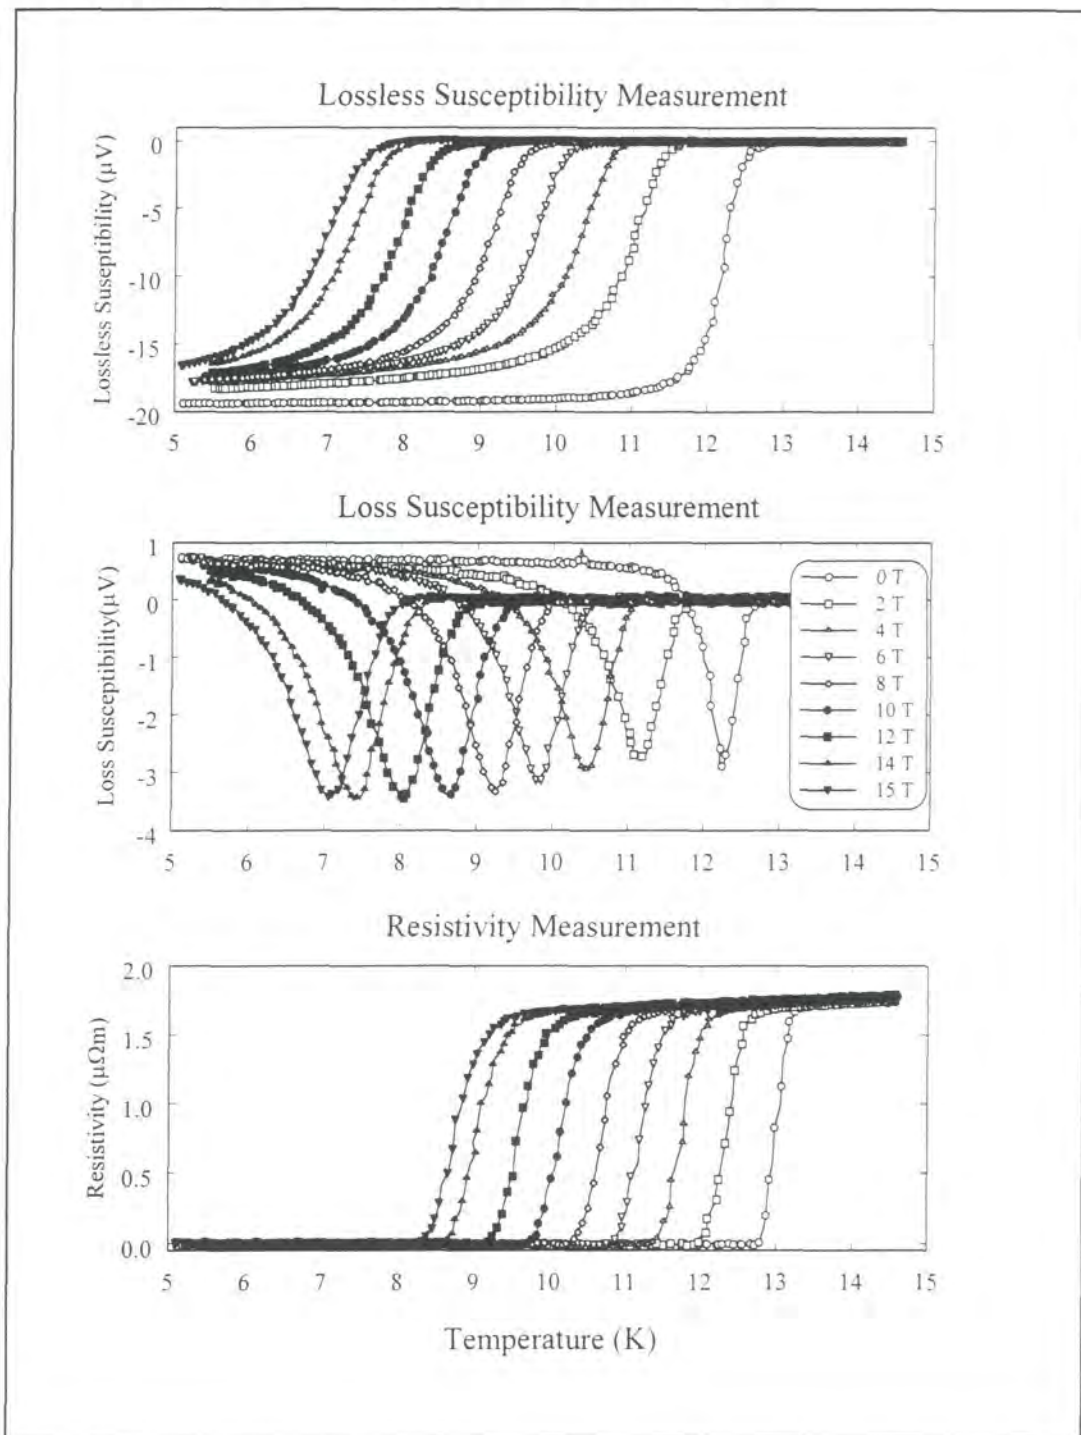 Lossless Susceptibility Measurement
Lossless Suseptibility (μV)
0
-5
-10
-15
-20
5 6 7 8 9 10 11 12 13 14 15
Loss Susceptibility Measurement
Loss Susceptibility(μV)
1
0
-1
-2
-3
-4
0 T
2 T
4 T
6 T
8 T
10 T
12 T
14 T
15 T
5 6 7 8 9 10 11 12 13 14 15
Resistivity Measurement
Resistivity (μΩm)
2.0
1.5
1.0
0.5
0.0
5 6 7 8 9 10 11 12 13 14 15
Temperature (K)